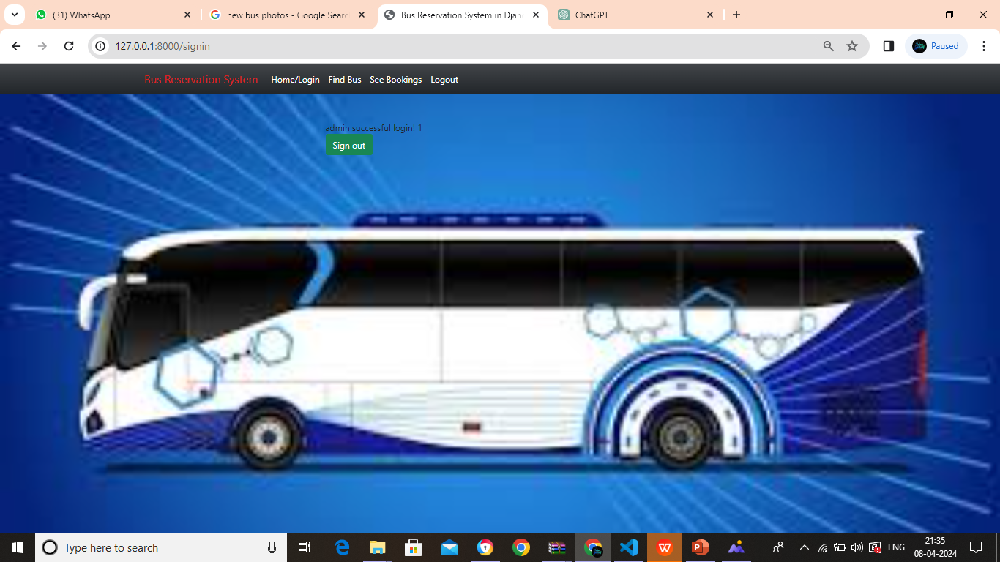 (31) WhatsApp
new bus photos - Google Searc
Bus Reservation System in Djan
ChatGPT
127.0.0.1:8000/signin
Paused
Bus Reservation System Home/Login Find Bus See Bookings Logout
admin successful login! 1
Sign out
Type here to search
ENG
21:35
08-04-2024